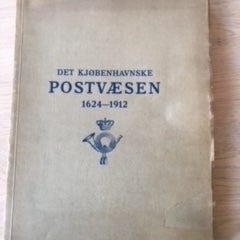 DET KJØBENHAVNSKE
POSTVÆSEN
1624—1912